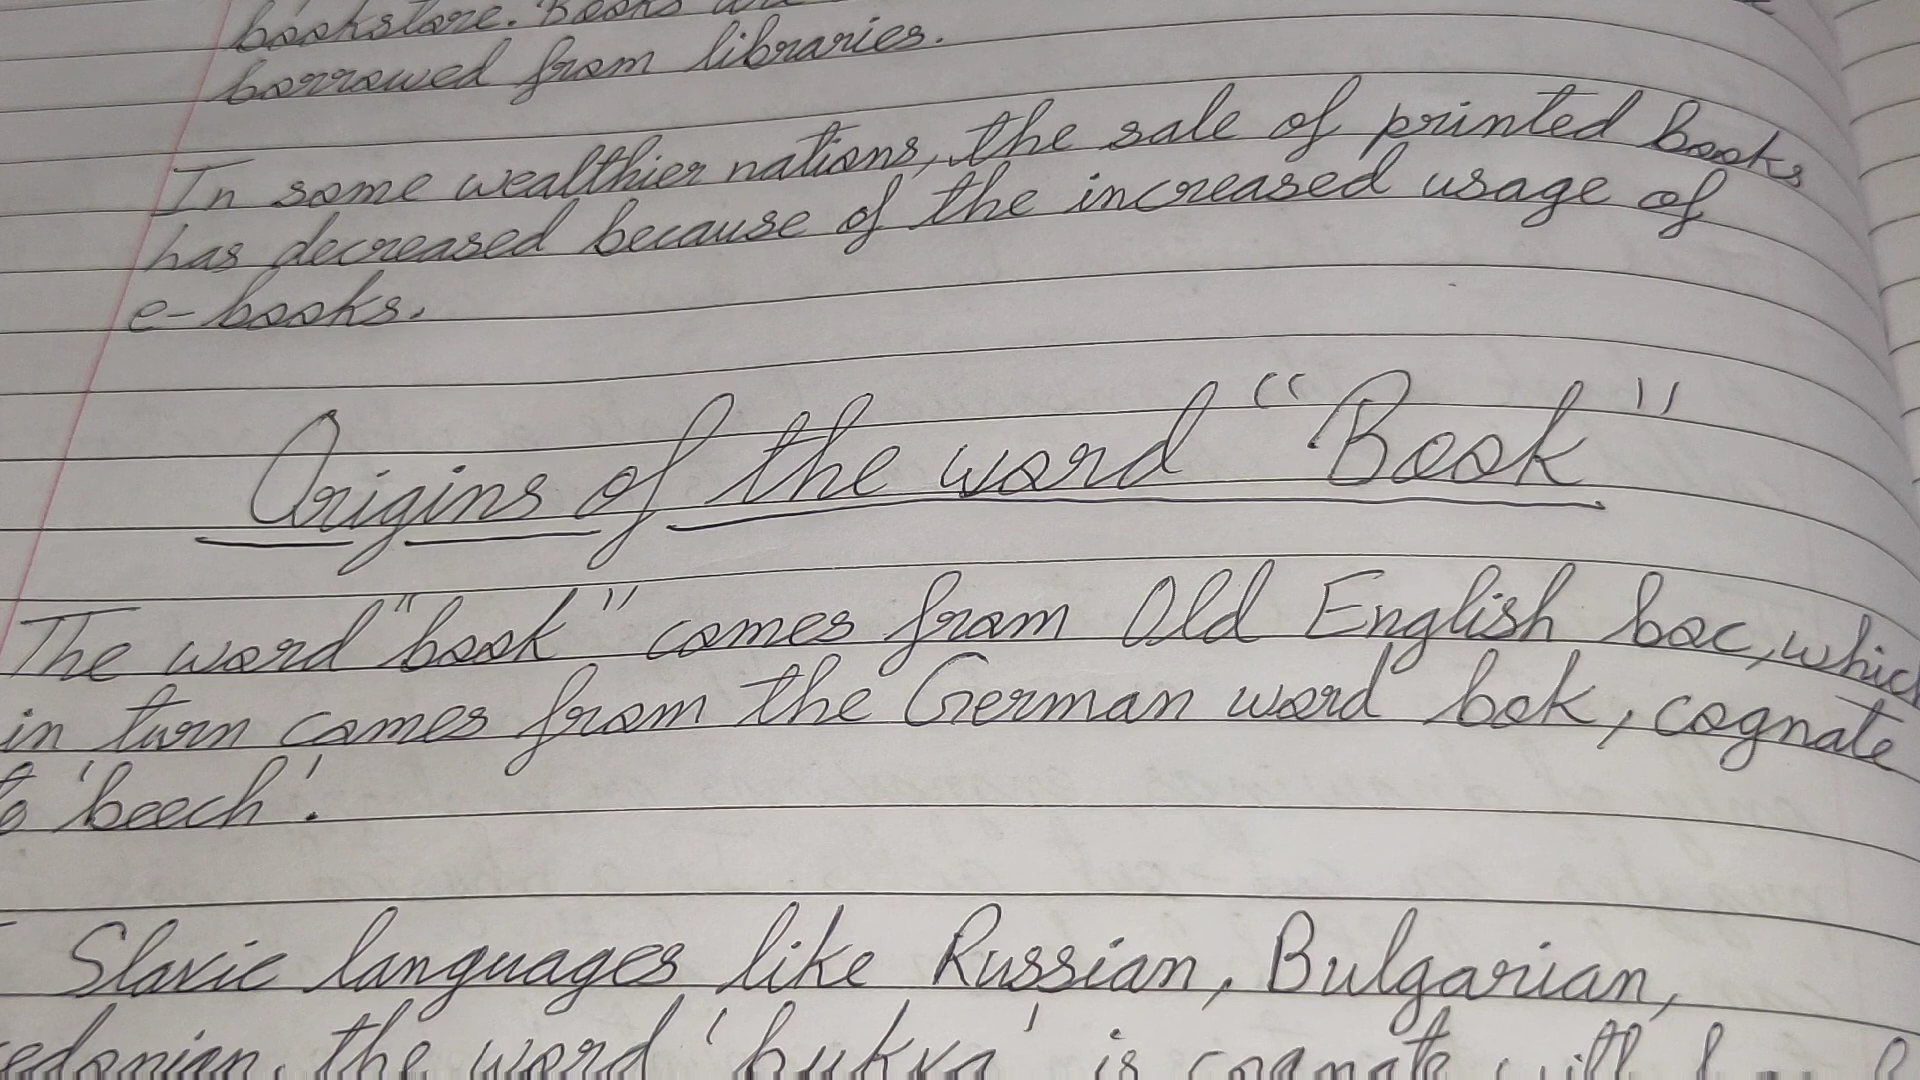 bookstore. Books
borrowed from libraries.
In some wealthier nations, the sale of printed books
has decreased because of the increased usage of
e-books.
Origins of the word "Book"
The word "book" comes from Old English boc, which
in turn comes from the German word bok, cognate
to 'beech'.
Slavic languages like Russian, Bulgarian,
the word 'bukva' is cognate with